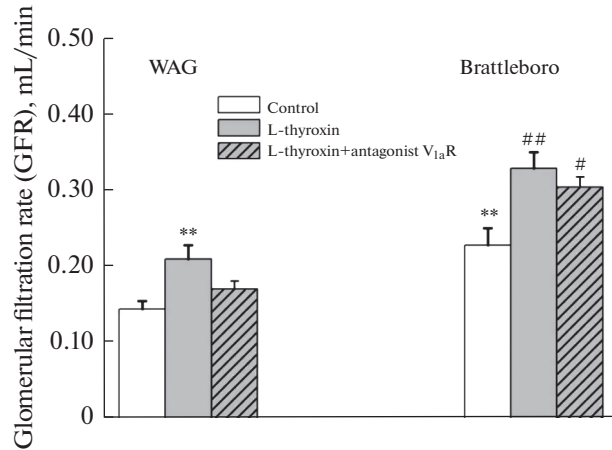 Glomerular filtration rate (GFR), mL/min
0.50
0.40
0.30
0.20
0.10
0
WAG
Brattleboro
Control
L-thyroxin
L-thyroxin+antagonist V1aR
**
**
##
#